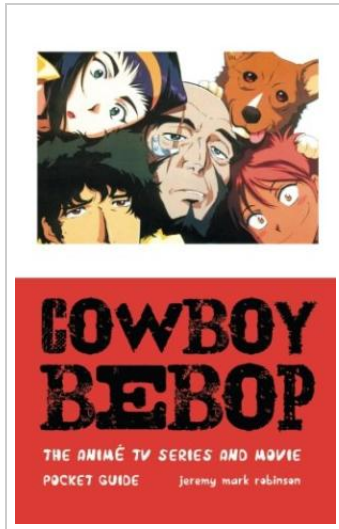 COWBOY
BEBOP
THE ANIMÉ TV SERIES AND MOVIE
POCKET GUIDE jeremy mark robinson